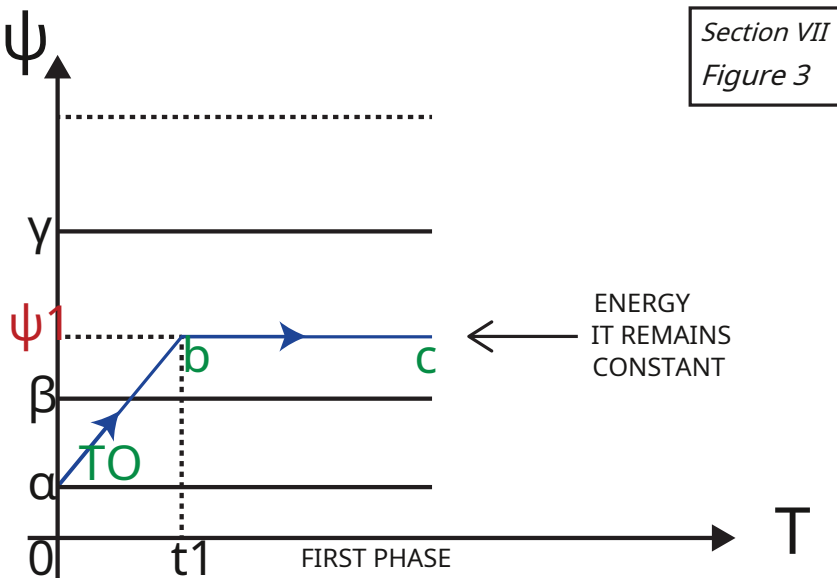 ψ
Section VII
Figure 3
γ
ψ1
ENERGY
IT REMAINS
CONSTANT
b
c
β
TO
α
T
0
t1
FIRST PHASE